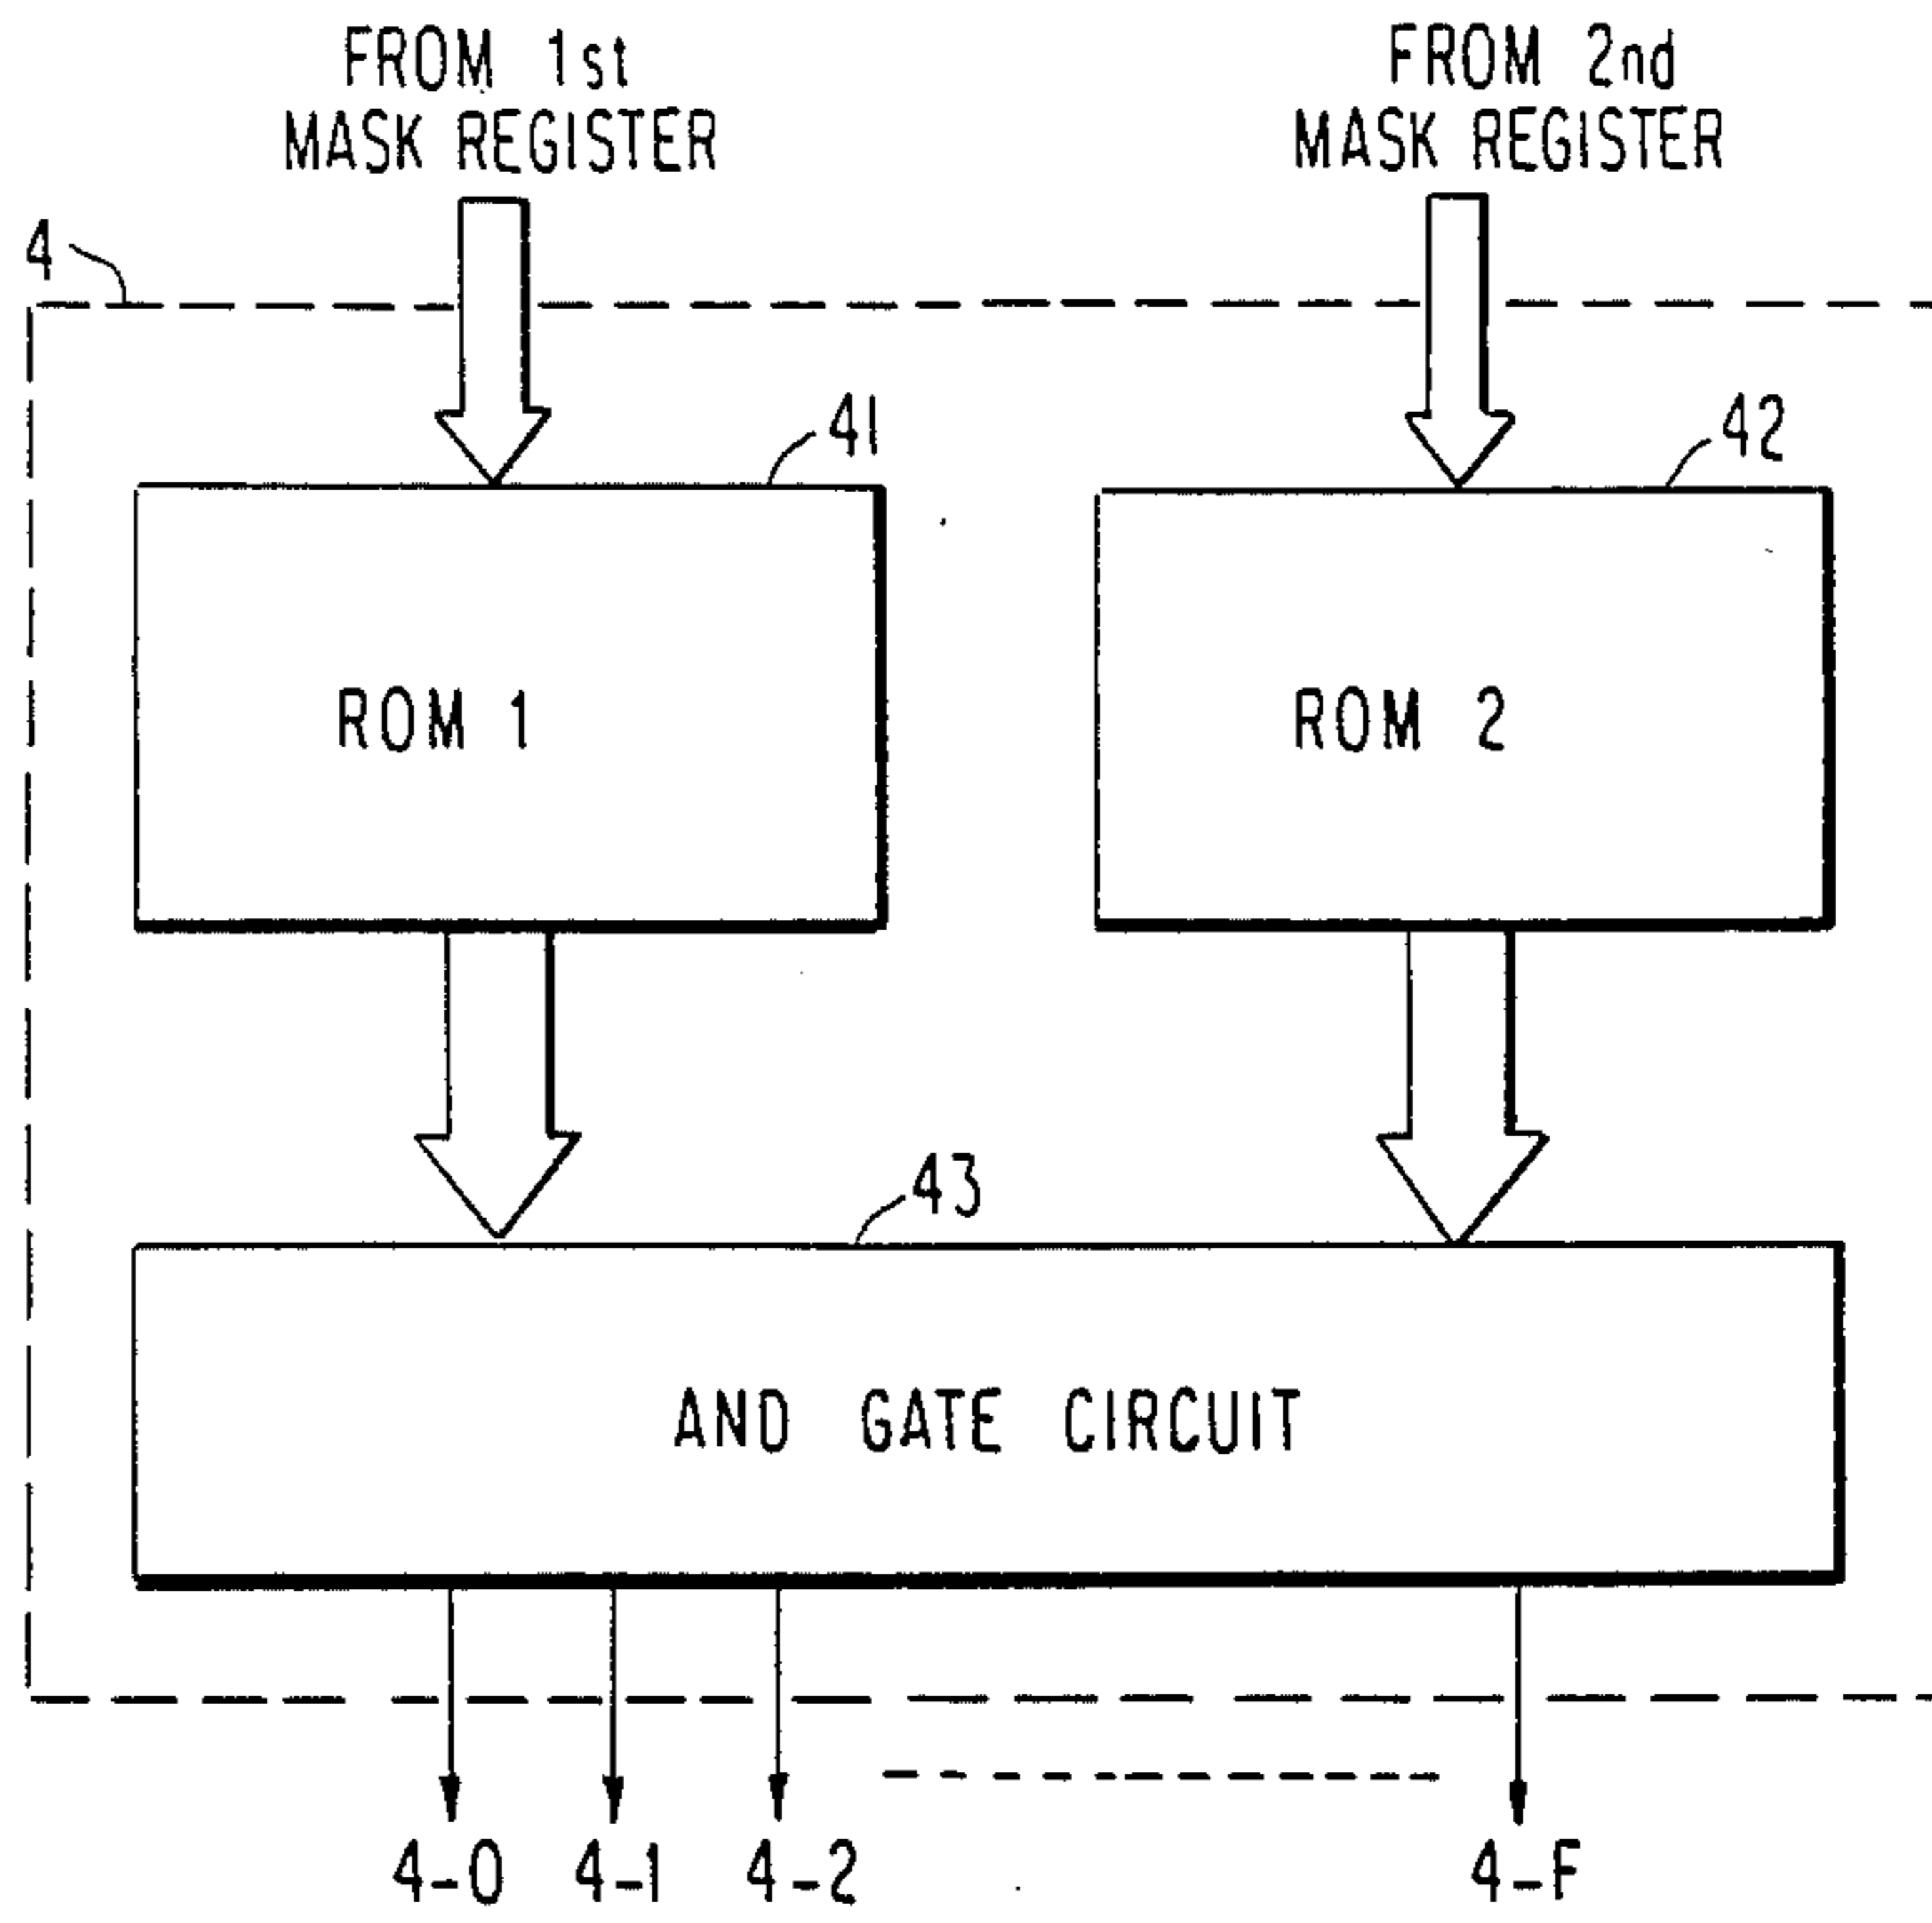 FROM 1st
MASK REGISTER
FROM 2nd
MASK REGISTER
4
41
42
ROM 1
ROM 2
43
AND GATE CIRCUIT
4-0 4-1 4-2 4-F